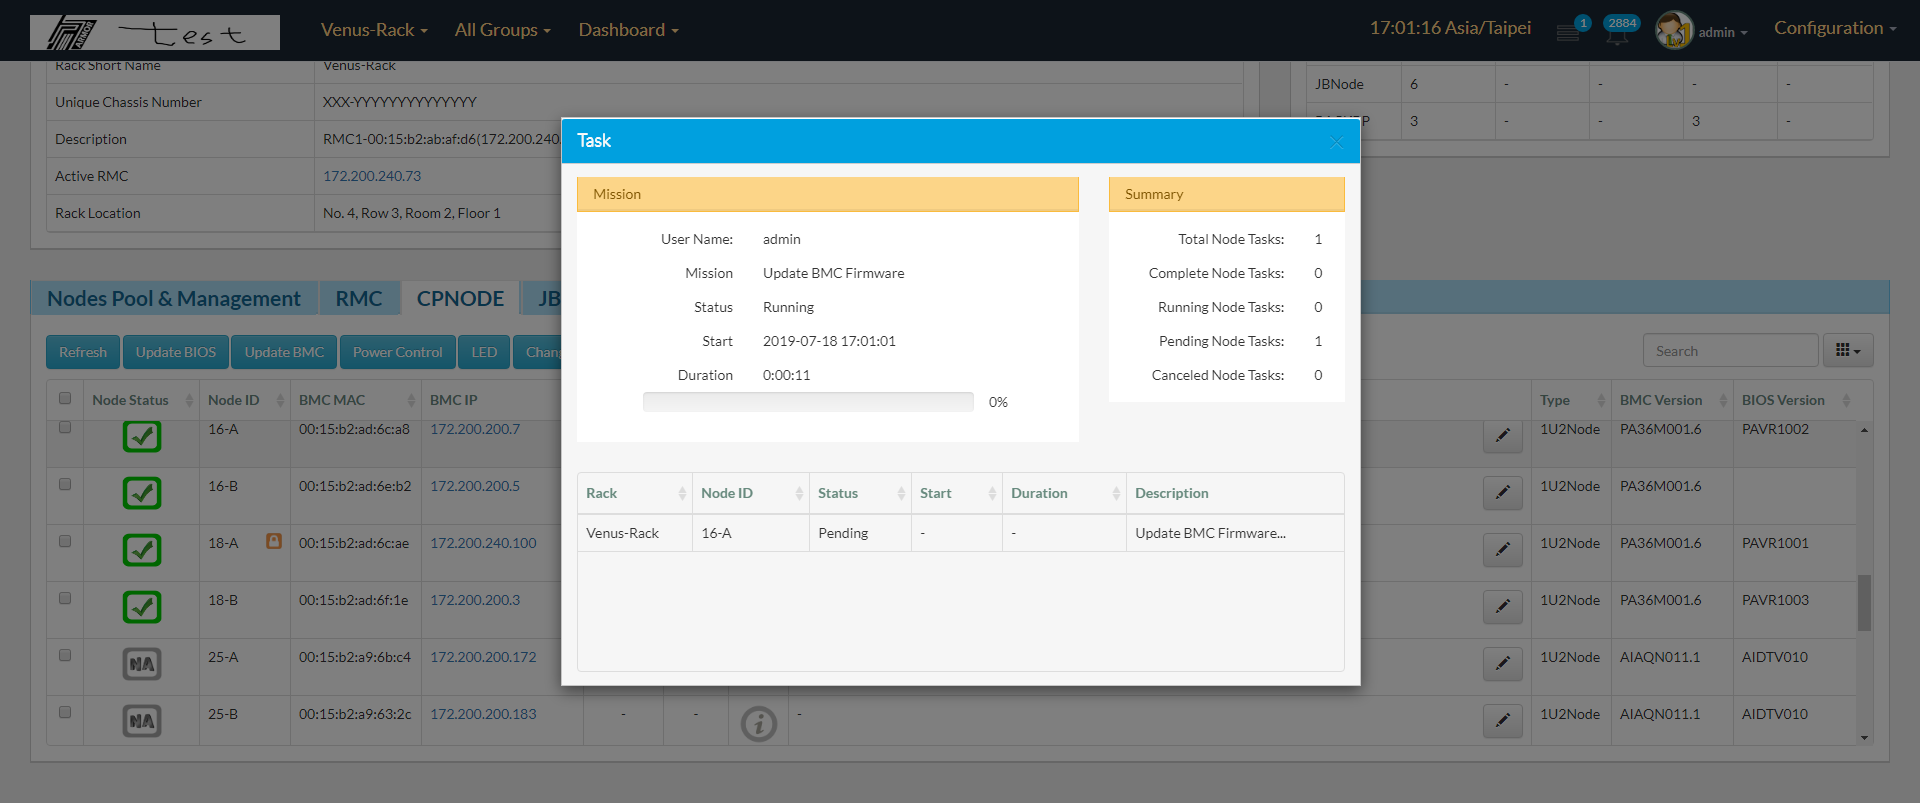 ARMOR test
Venus-Rack
All Groups
Dashboard
17:01:16 Asia/Taipei
1
2884
admin
Configuration
Rack Short Name Venus-Rack
Unique Chassis Number XXX-YYYYYYYYYYYYYY
Description RMC1-00:15:b2:ab:af:d6(172.200.240.
Active RMC 172.200.240.73
Rack Location No. 4, Row 3, Room 2, Floor 1
JBNode 6 - - - -
3 - - 3 -
Task
Mission
User Name: admin
Mission Update BMC Firmware
Status Running
Start 2019-07-18 17:01:01
Duration 0:00:11
0%
Summary
Total Node Tasks: 1
Complete Node Tasks: 0
Running Node Tasks: 0
Pending Node Tasks: 1
Canceled Node Tasks: 0
Rack Node ID Status Start Duration Description
Venus-Rack 16-A Pending - - Update BMC Firmware...
Nodes Pool & Management RMC CPNODE JB
Refresh Update BIOS Update BMC Power Control LED Chang
Search
Node Status Node ID BMC MAC BMC IP Type BMC Version BIOS Version
16-A 00:15:b2:ad:6c:a8 172.200.200.7 1U2Node PA36M001.6 PAVR1002
16-B 00:15:b2:ad:6e:b2 172.200.200.5 1U2Node PA36M001.6
18-A 00:15:b2:ad:6c:ae 172.200.240.100 1U2Node PA36M001.6 PAVR1001
18-B 00:15:b2:ad:6f:1e 172.200.200.3 1U2Node PA36M001.6 PAVR1003
NA 25-A 00:15:b2:a9:6b:c4 172.200.200.172 1U2Node AIAQN011.1 AIDTV010
NA 25-B 00:15:b2:a9:63:2c 172.200.200.183 - - i - 1U2Node AIAQN011.1 AIDTV010